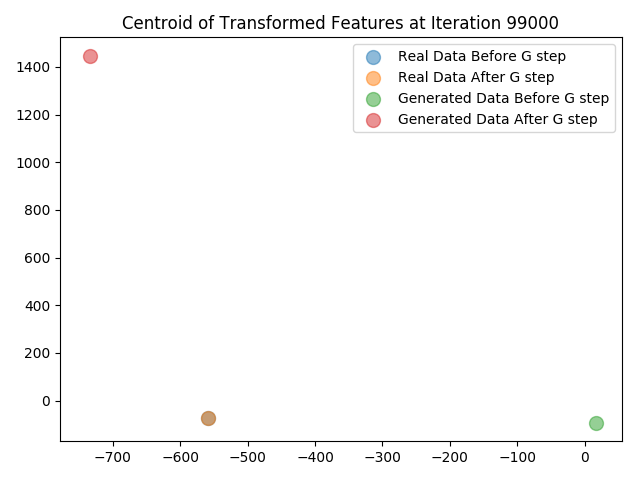 Centroid of Transformed Features at Iteration 99000
Real Data Before G step
Real Data After G step
Generated Data Before G step
Generated Data After G step
1400
1200
1000
800
600
400
200
0
−700 −600 −500 −400 −300 −200 −100 0